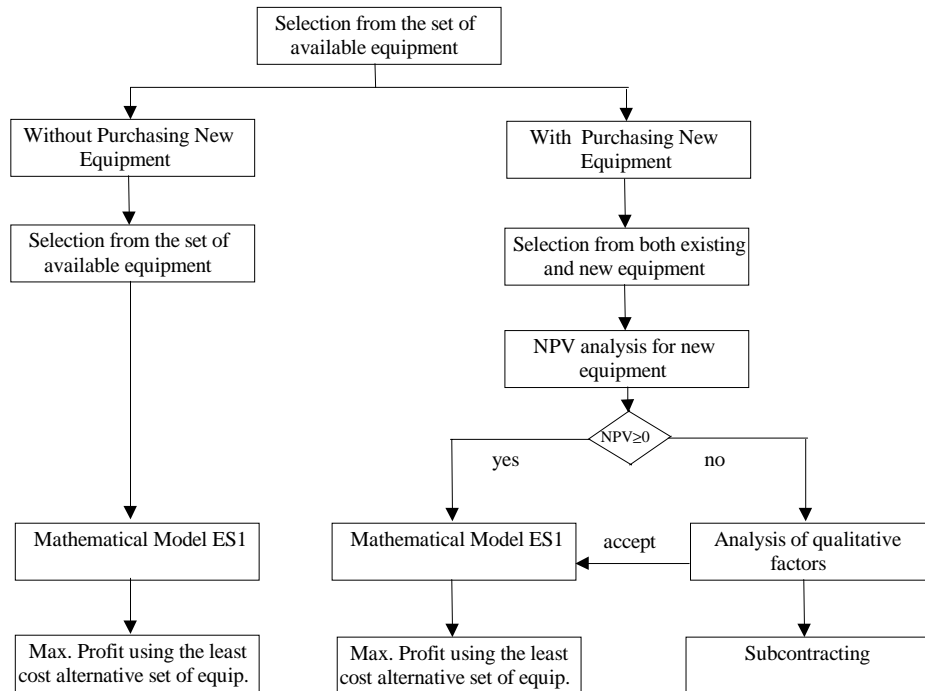 Selection from the set of
available equipment
Without Purchasing New
Equipment
With Purchasing New
Equipment
Selection from the set of
available equipment
Selection from both existing
and new equipment
NPV analysis for new
equipment
NPV≥0
yes
no
Mathematical Model ES1
Mathematical Model ES1
accept
Analysis of qualitative
factors
Max. Profit using the least
cost alternative set of equip.
Max. Profit using the least
cost alternative set of equip.
Subcontracting